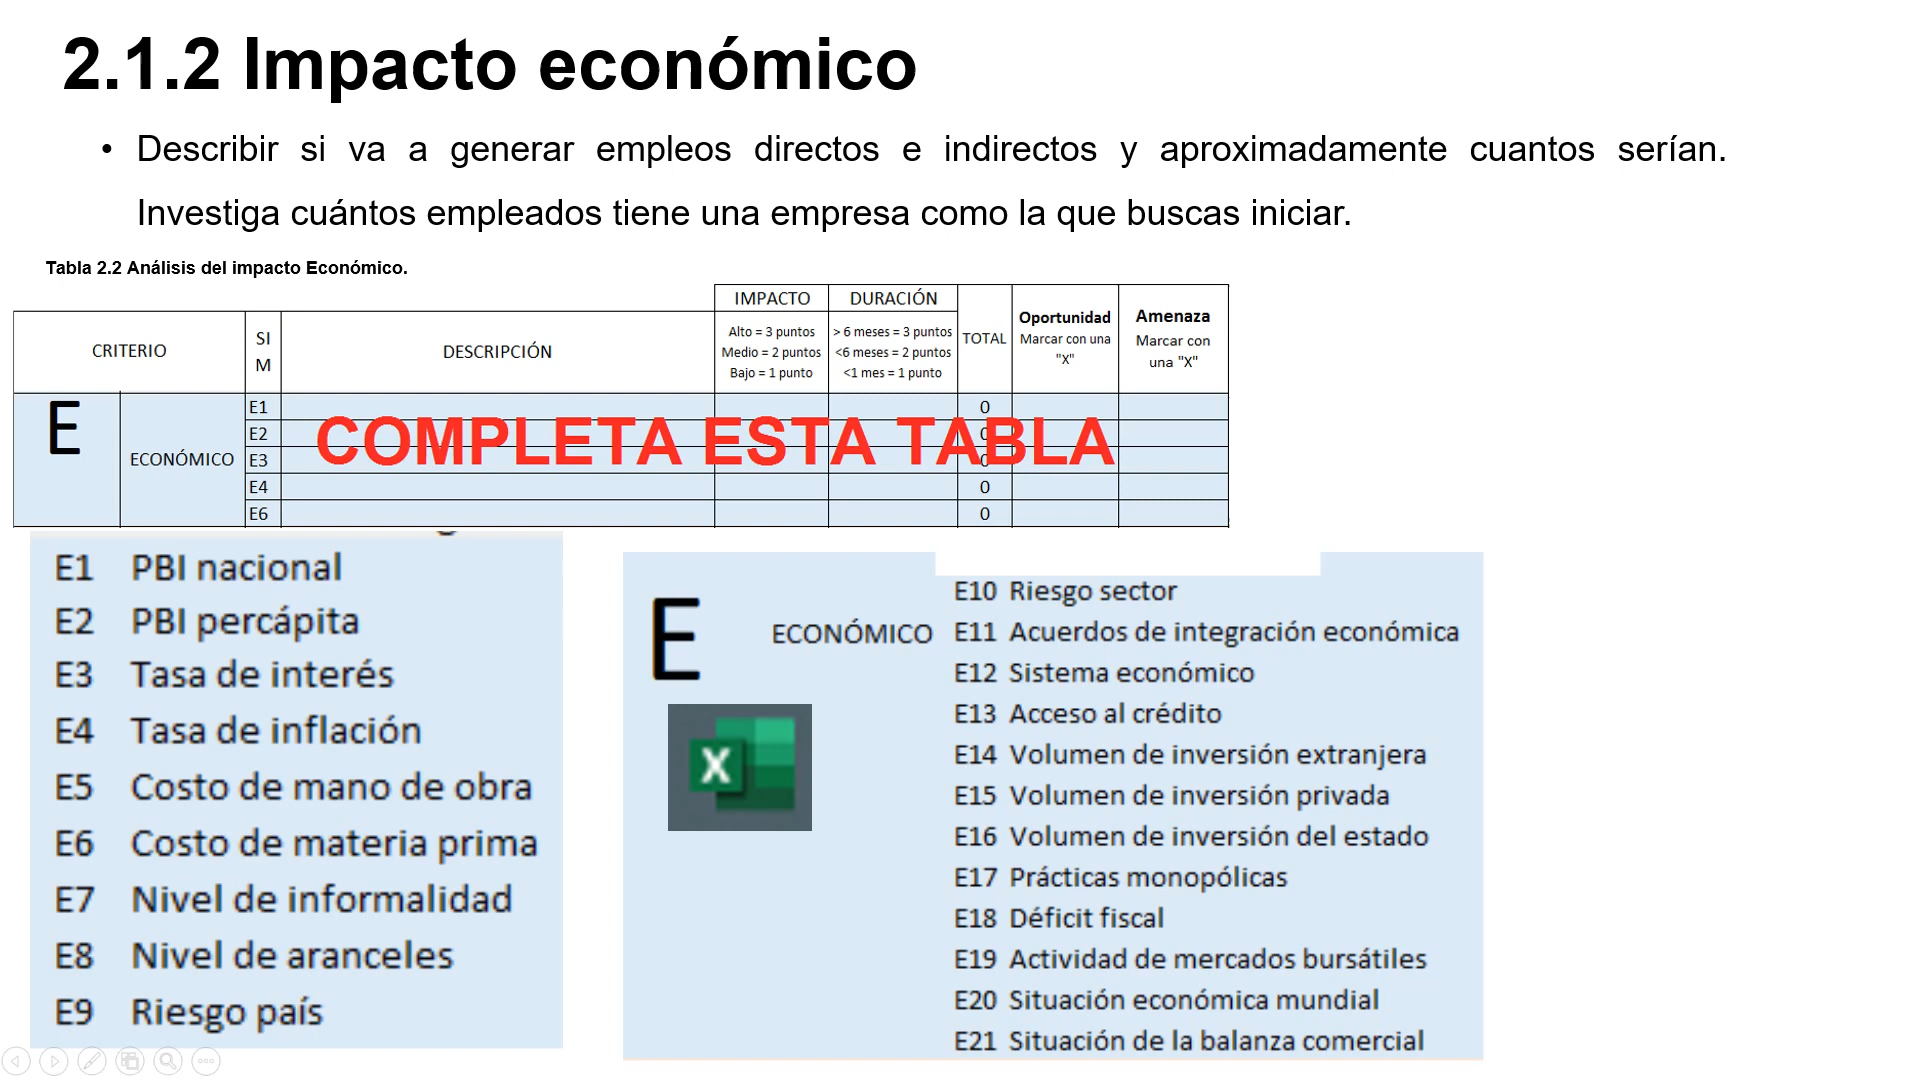 2.1.2 Impacto económico
• Describir si va a generar empleos directos e indirectos y aproximadamente cuantos serían.
Investiga cuántos empleados tiene una empresa como la que buscas iniciar.
Tabla 2.2 Análisis del impacto Económico.
CRITERIO
SI
M
DESCRIPCIÓN
IMPACTO
Alto = 3 puntos
Medio = 2 puntos
Bajo = 1 punto
DURACIÓN
> 6 meses = 3 puntos
<6 meses = 2 puntos
<1 mes = 1 punto
TOTAL
Oportunidad
Marcar con una
"X"
Amenaza
Marcar con
una "X"
E
ECONÓMICO
E1 0
E2 0
E3 0
E4 0
E6 0
COMPLETA ESTA TABLA
E1 PBI nacional
E2 PBI percápita
E3 Tasa de interés
E4 Tasa de inflación
E5 Costo de mano de obra
E6 Costo de materia prima
E7 Nivel de informalidad
E8 Nivel de aranceles
E9 Riesgo país
E
ECONÓMICO
X
E10 Riesgo sector
E11 Acuerdos de integración económica
E12 Sistema económico
E13 Acceso al crédito
E14 Volumen de inversión extranjera
E15 Volumen de inversión privada
E16 Volumen de inversión del estado
E17 Prácticas monopólicas
E18 Déficit fiscal
E19 Actividad de mercados bursátiles
E20 Situación económica mundial
E21 Situación de la balanza comercial